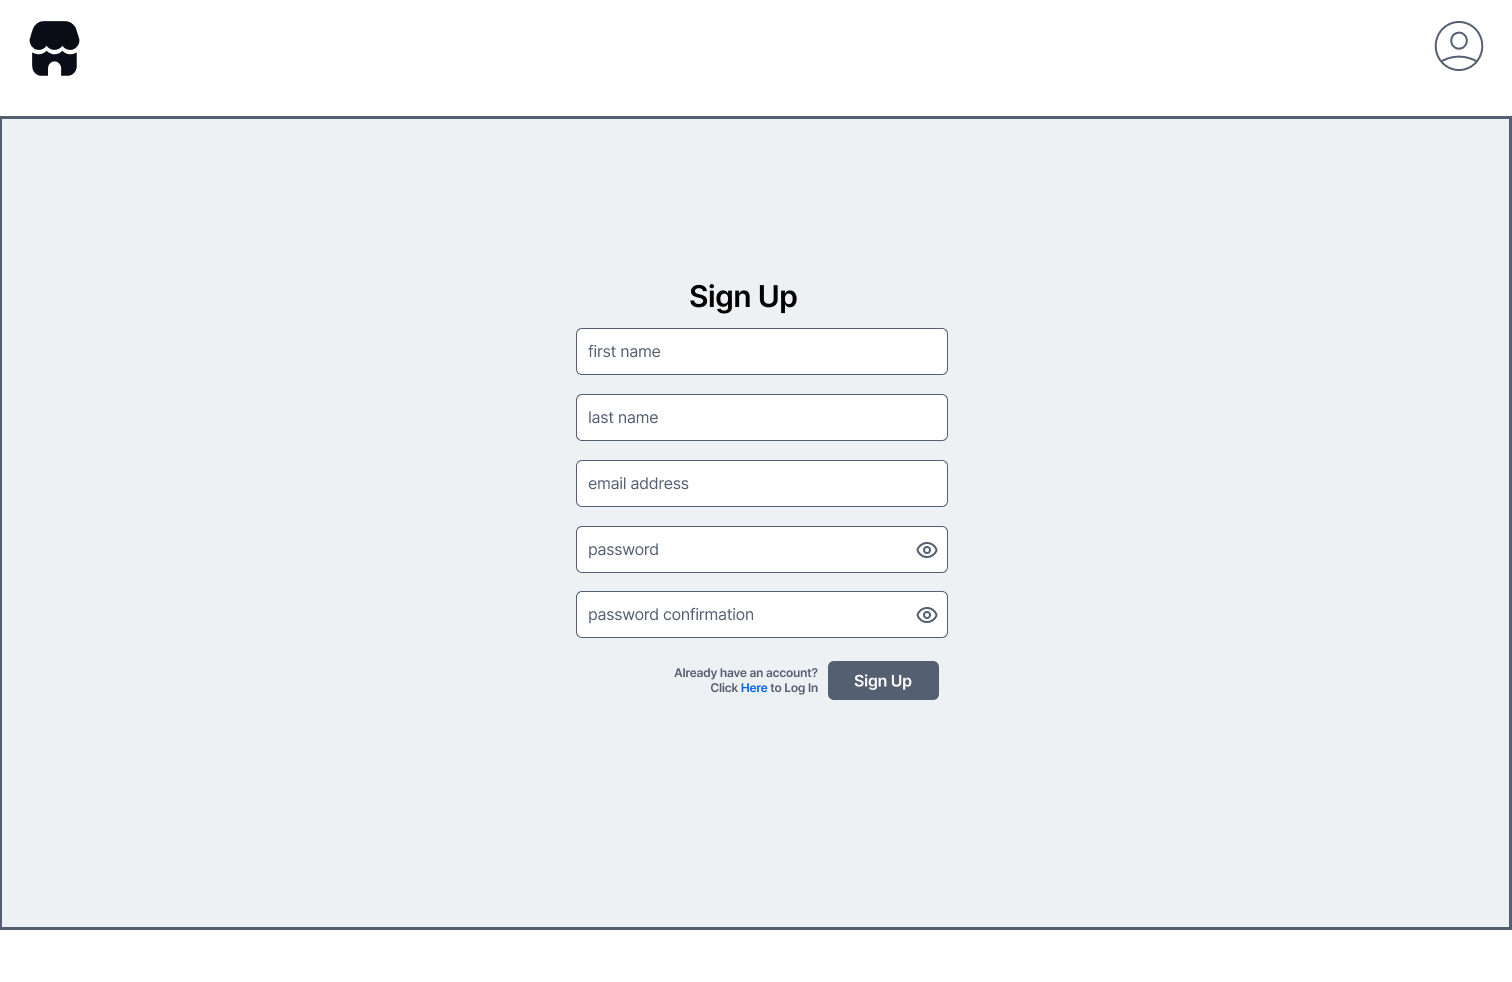 Sign Up
first name
last name
email address
password
password confirmation
Already have an account?
Click Here to Log In
Sign Up